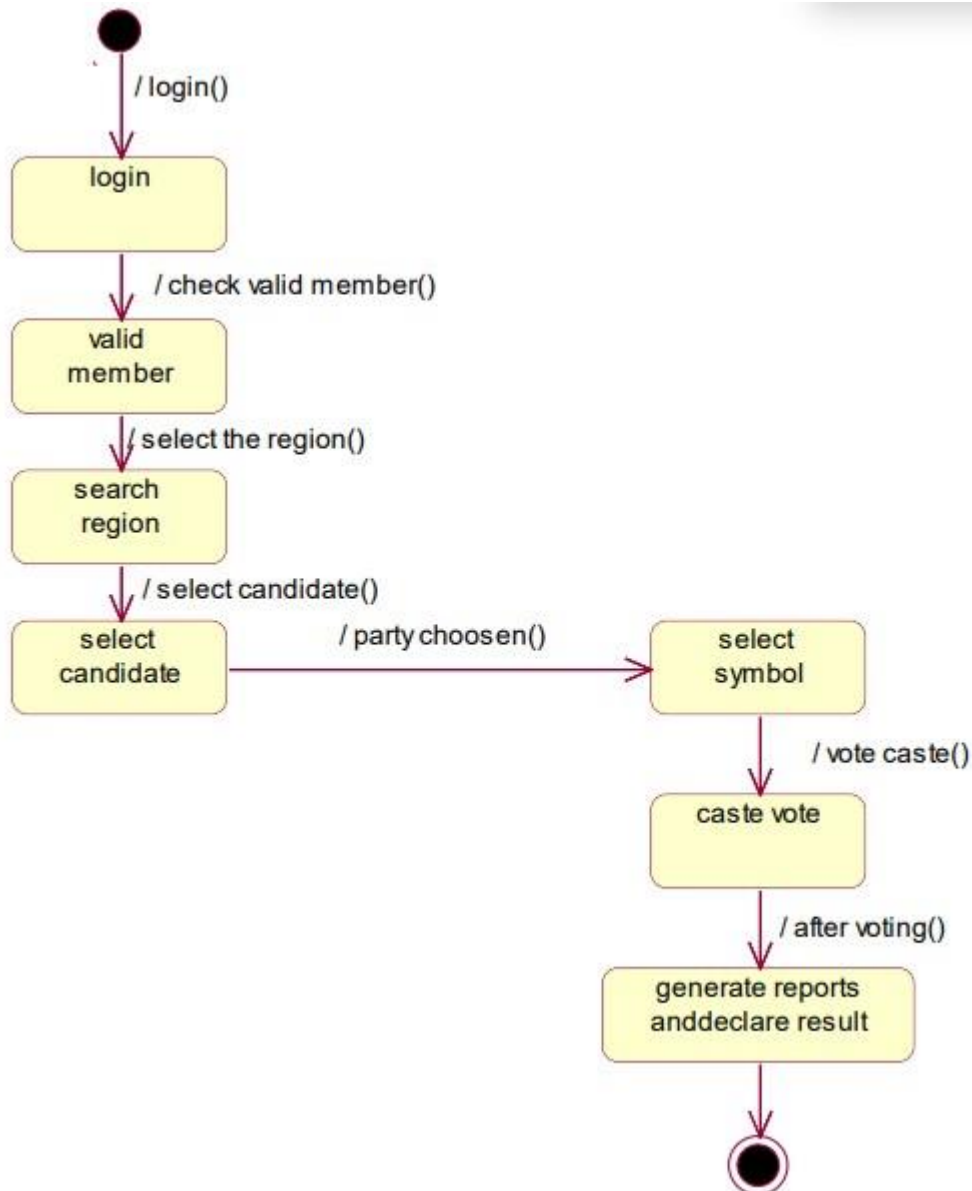 / login()
login
/ check valid member()
valid
member
/ select the region()
search
region
/ select candidate()
select
candidate
/ party choosen()
select
symbol
/ vote caste()
caste vote
/ after voting()
generate reports
anddeclare result